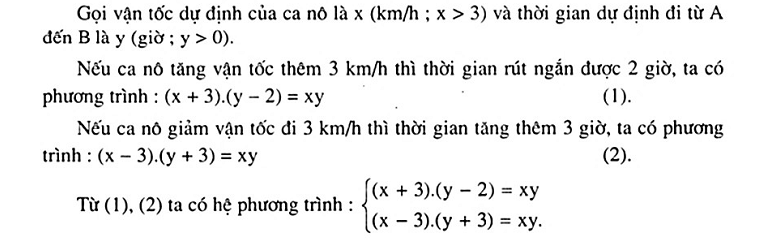 Gọi vận tốc dự định của ca nô là x (km/h ; x > 3) và thời gian dự định đi từ A
đến B là y (giờ ; y > 0).
Nếu ca nô tăng vận tốc thêm 3 km/h thì thời gian rút ngắn được 2 giờ, ta có
phương trình : (x + 3).(y − 2) = xy (1).
Nếu ca nô giảm vận tốc đi 3 km/h thì thời gian tăng thêm 3 giờ, ta có phương
trình : (x − 3).(y + 3) = xy (2).
Từ (1), (2) ta có hệ phương trình : {(x + 3).(y − 2) = xy
(x − 3).(y + 3) = xy.